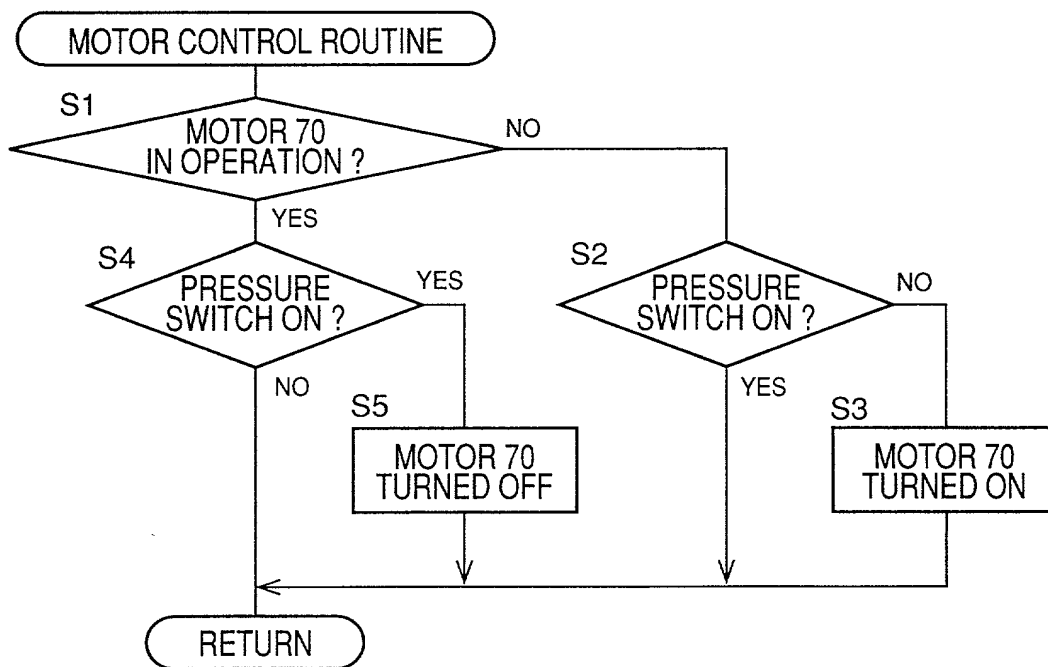 MOTOR CONTROL ROUTINE
S1
MOTOR 70
IN OPERATION ?
NO
YES
S4
PRESSURE
SWITCH ON ?
YES
NO
S2
PRESSURE
SWITCH ON ?
NO
YES
S5
MOTOR 70
TURNED OFF
S3
MOTOR 70
TURNED ON
RETURN